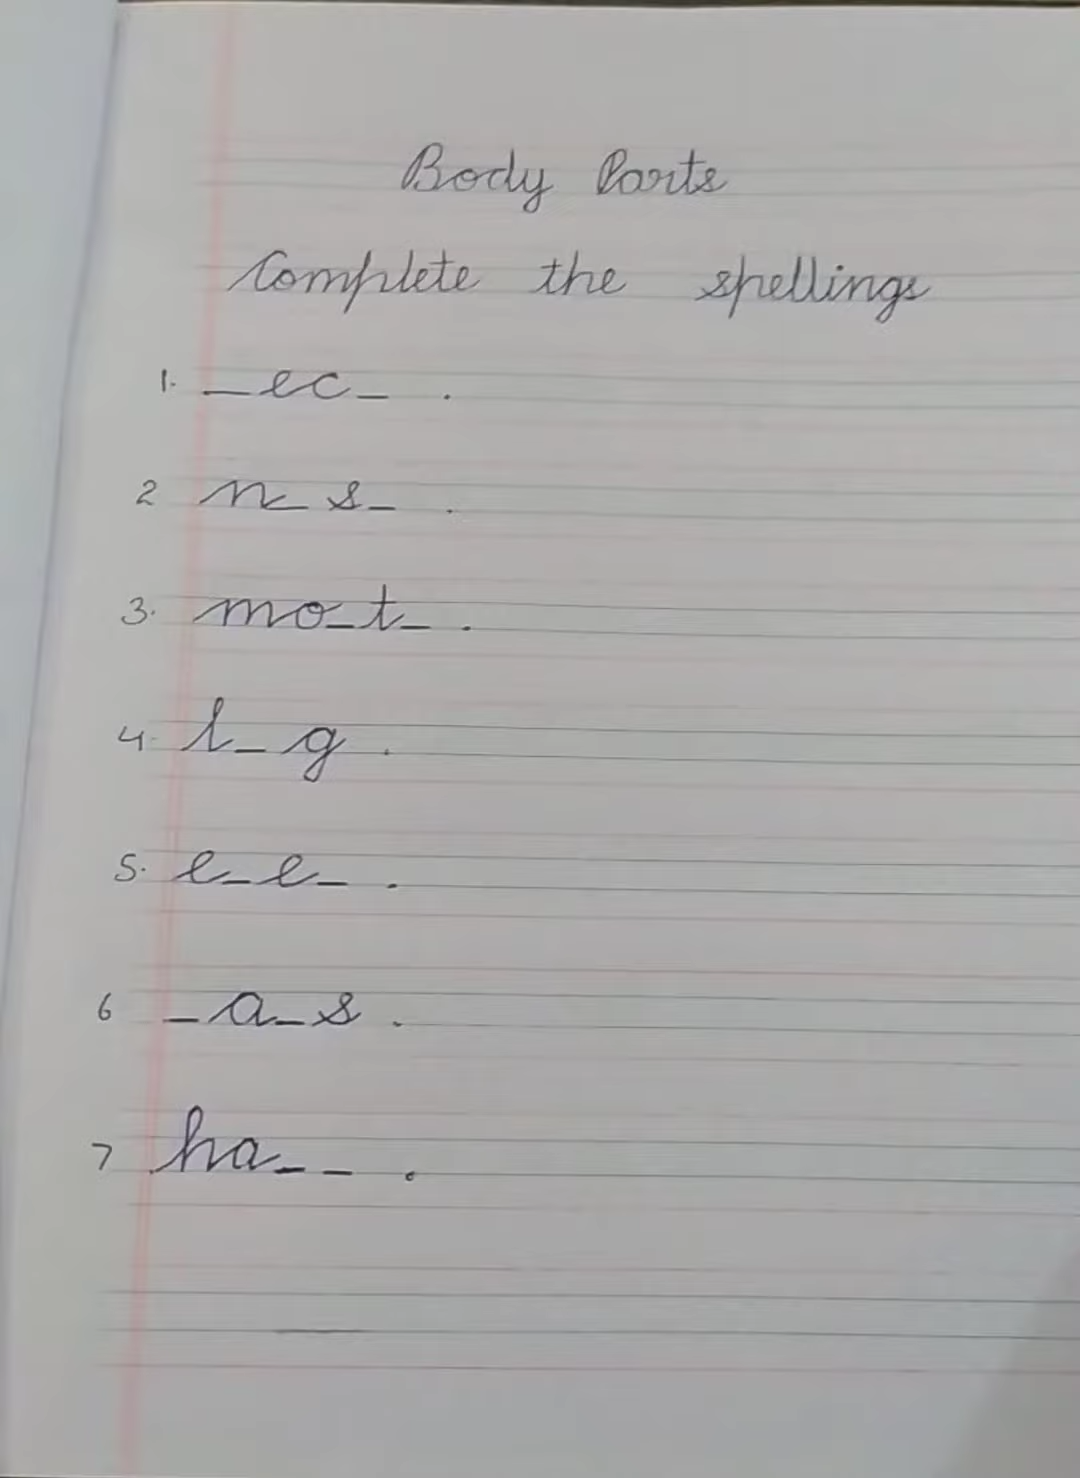 Body Parts
Complete the spellings
1. _ec_ .
2 n_s_ .
3. mo_t_ .
4. l_g .
5. e_e_ .
6 _a_s .
7 ha_ _ .